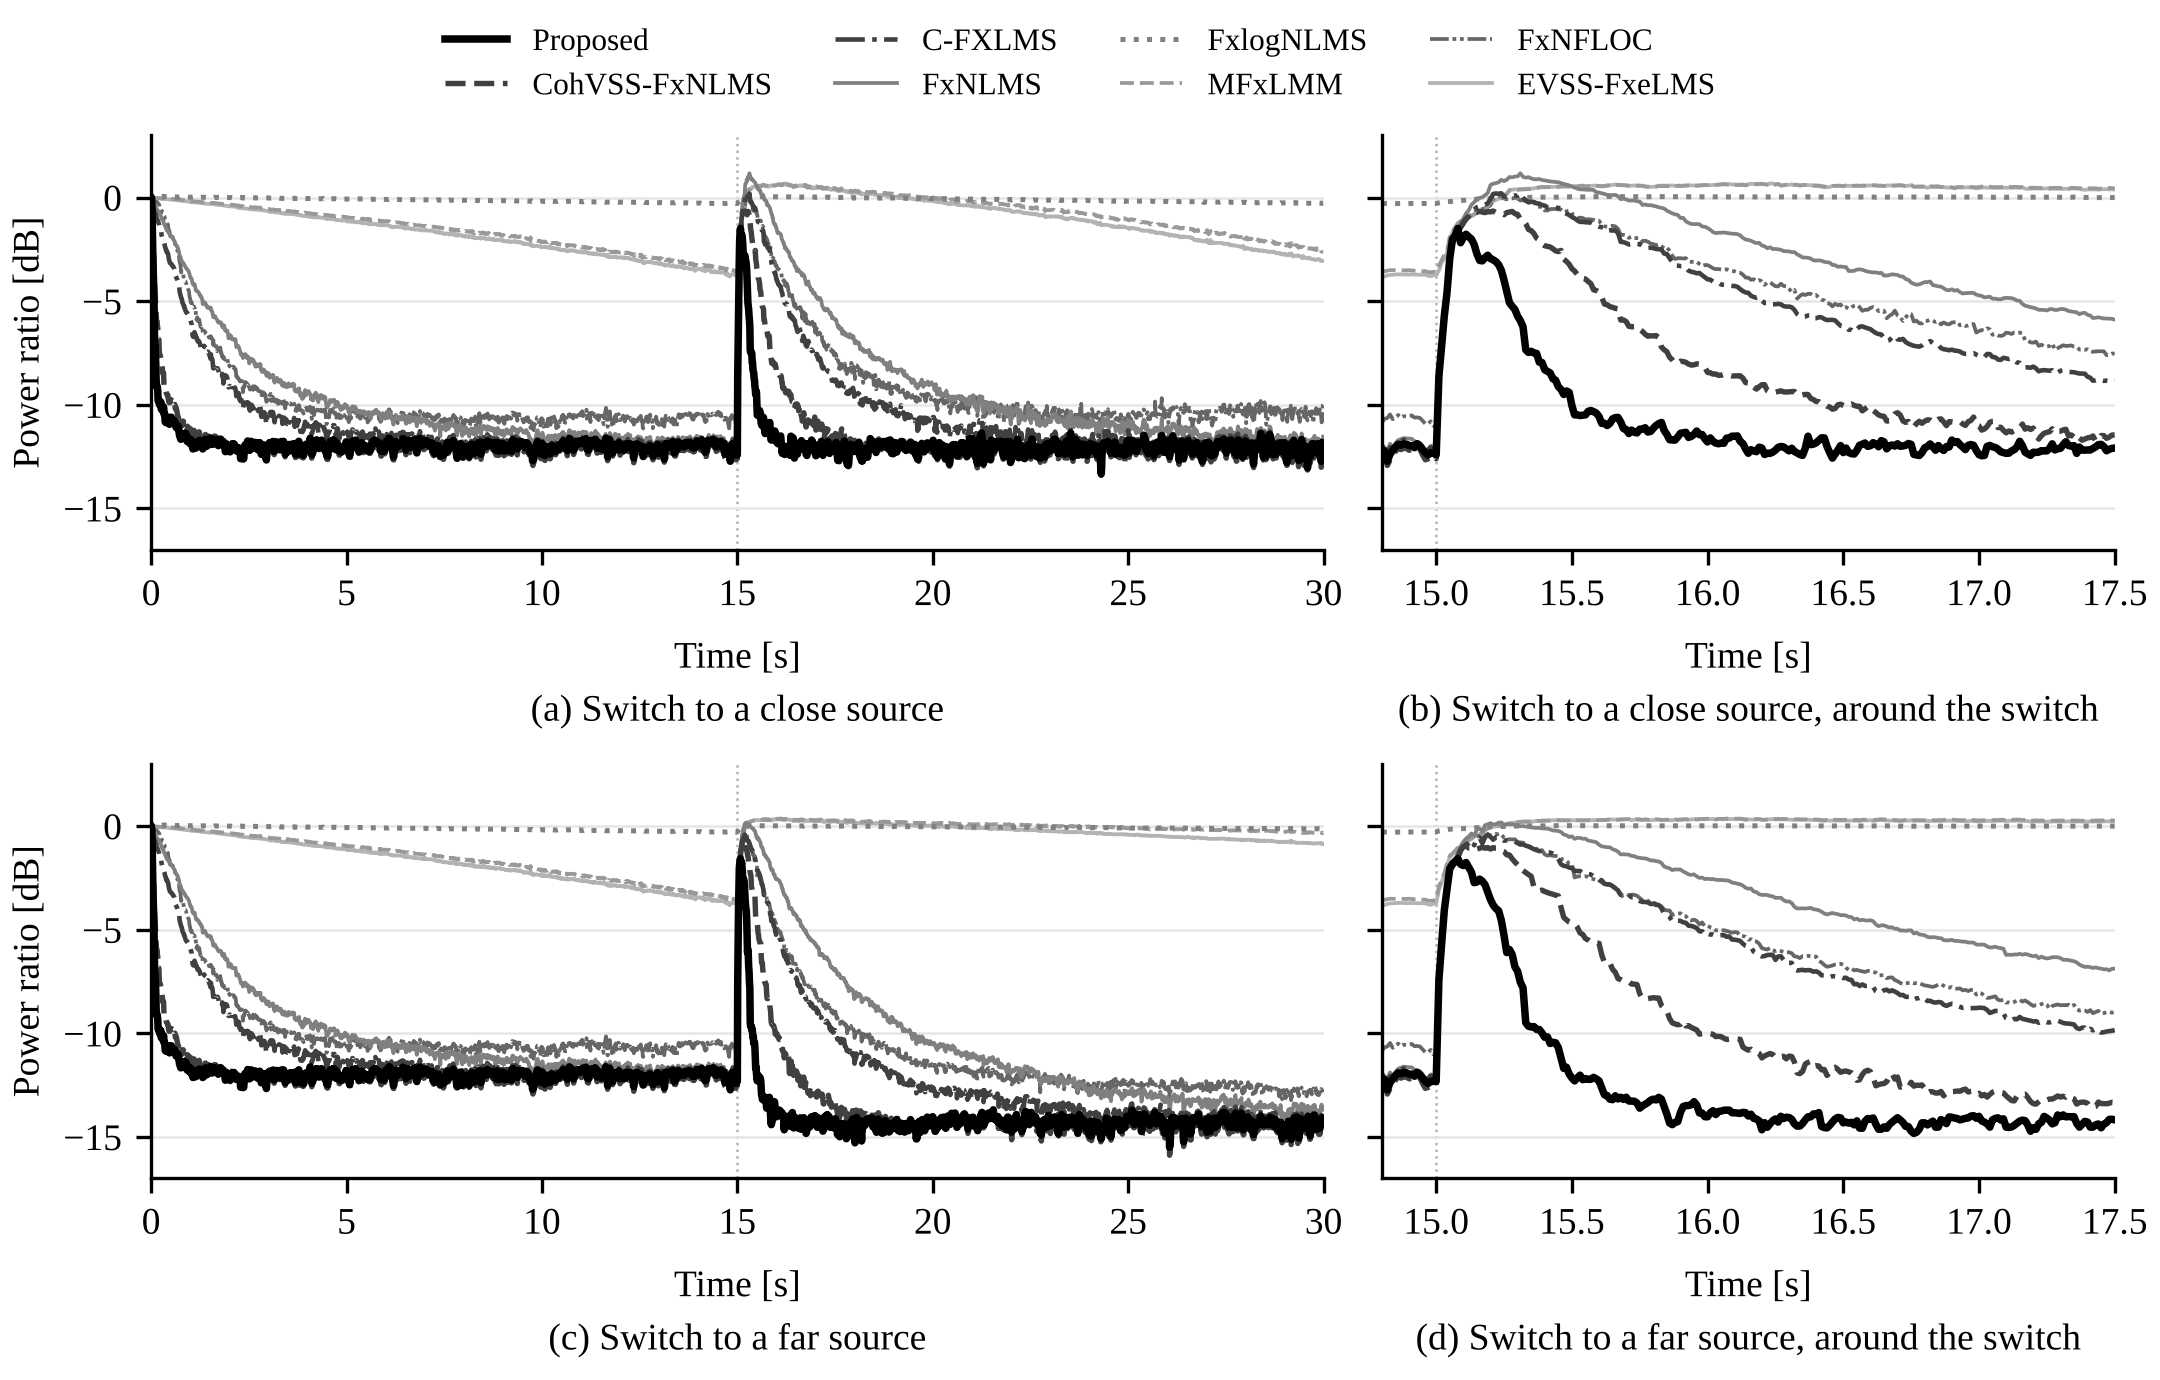 Proposed C-FXLMS FxlogNLMS FxNFLOC
CohVSS-FxNLMS FxNLMS MFxLMM EVSS-FxeLMS
Power ratio [dB]
0
−5
−10
−15
0 5 10 15 20 25 30
Time [s]
(a) Switch to a close source
15.0 15.5 16.0 16.5 17.0 17.5
Time [s]
(b) Switch to a close source, around the switch
Power ratio [dB]
0
−5
−10
−15
0 5 10 15 20 25 30
Time [s]
(c) Switch to a far source
15.0 15.5 16.0 16.5 17.0 17.5
Time [s]
(d) Switch to a far source, around the switch